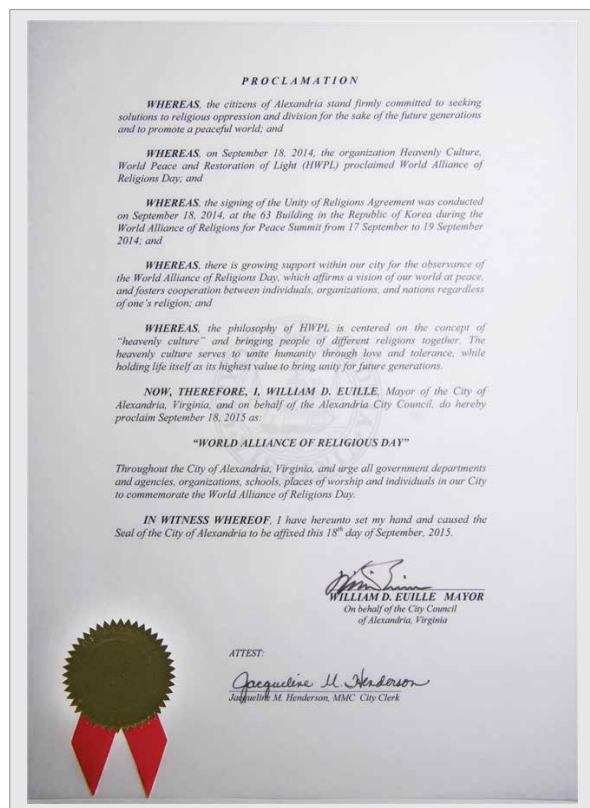 PROCLAMATION
WHEREAS, the citizens of Alexandria stand firmly committed to seeking
solutions to religious oppression and division for the sake of the future generations
and to promote a peaceful world; and
WHEREAS, on September 18, 2014, the organization Heavenly Culture,
World Peace and Restoration of Light (HWPL) proclaimed World Alliance of
Religions Day; and
WHEREAS, the signing of the Unity of Religions Agreement was conducted
on September 18, 2014, at the 63 Building in the Republic of Korea during the
World Alliance of Religions for Peace Summit from 17 September to 19 September
2014; and
WHEREAS, there is growing support within our city for the observance of
the World Alliance of Religions Day, which affirms a vision of our world at peace,
and fosters cooperation between individuals, organizations, and nations regardless
of one's religion; and
WHEREAS, the philosophy of HWPL is centered on the concept of
"heavenly culture" and bringing people of different religions together. The
heavenly culture serves to unite humanity through love and tolerance, while
holding life itself as its highest value to bring unity for future generations.
NOW, THEREFORE, I, WILLIAM D. EUILLE, Mayor of the City of
Alexandria, Virginia, and on behalf of the Alexandria City Council, do hereby
proclaim September 18, 2015 as:
"WORLD ALLIANCE OF RELIGIOUS DAY"
Throughout the City of Alexandria, Virginia, and urge all government departments
and agencies, organizations, schools, places of worship and individuals in our City
to commemorate the World Alliance of Religions Day.
IN WITNESS WHEREOF, I have hereunto set my hand and caused the
Seal of the City of Alexandria to be affixed this 18th day of September, 2015.
WILLIAM D. EUILLE MAYOR
On behalf of the City Council
of Alexandria, Virginia
ATTEST:
Jacqueline M. Henderson
Jacqueline M. Henderson, MMC City Clerk